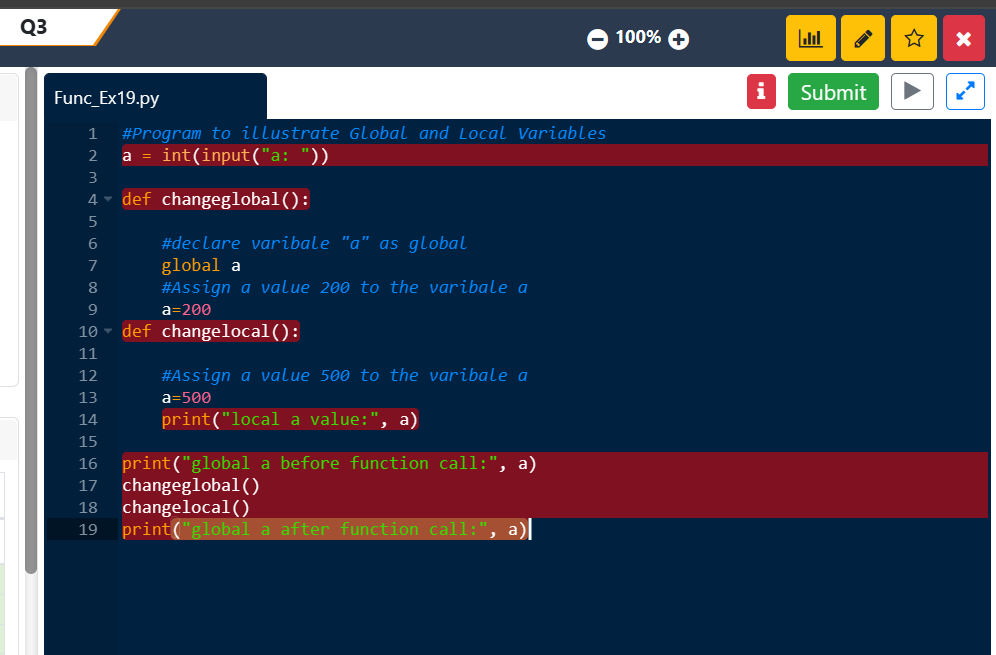 Q3
100%
Func_Ex19.py
Submit
1 #Program to illustrate Global and Local Variables
2 a = int(input("a: "))
3
4 def changeglobal():
5
6 #declare varibale "a" as global
7 global a
8 #Assign a value 200 to the varibale a
9 a=200
10 def changelocal():
11
12 #Assign a value 500 to the varibale a
13 a=500
14 print("local a value:", a)
15
16 print("global a before function call:", a)
17 changeglobal()
18 changelocal()
19 print("global a after function call:", a)